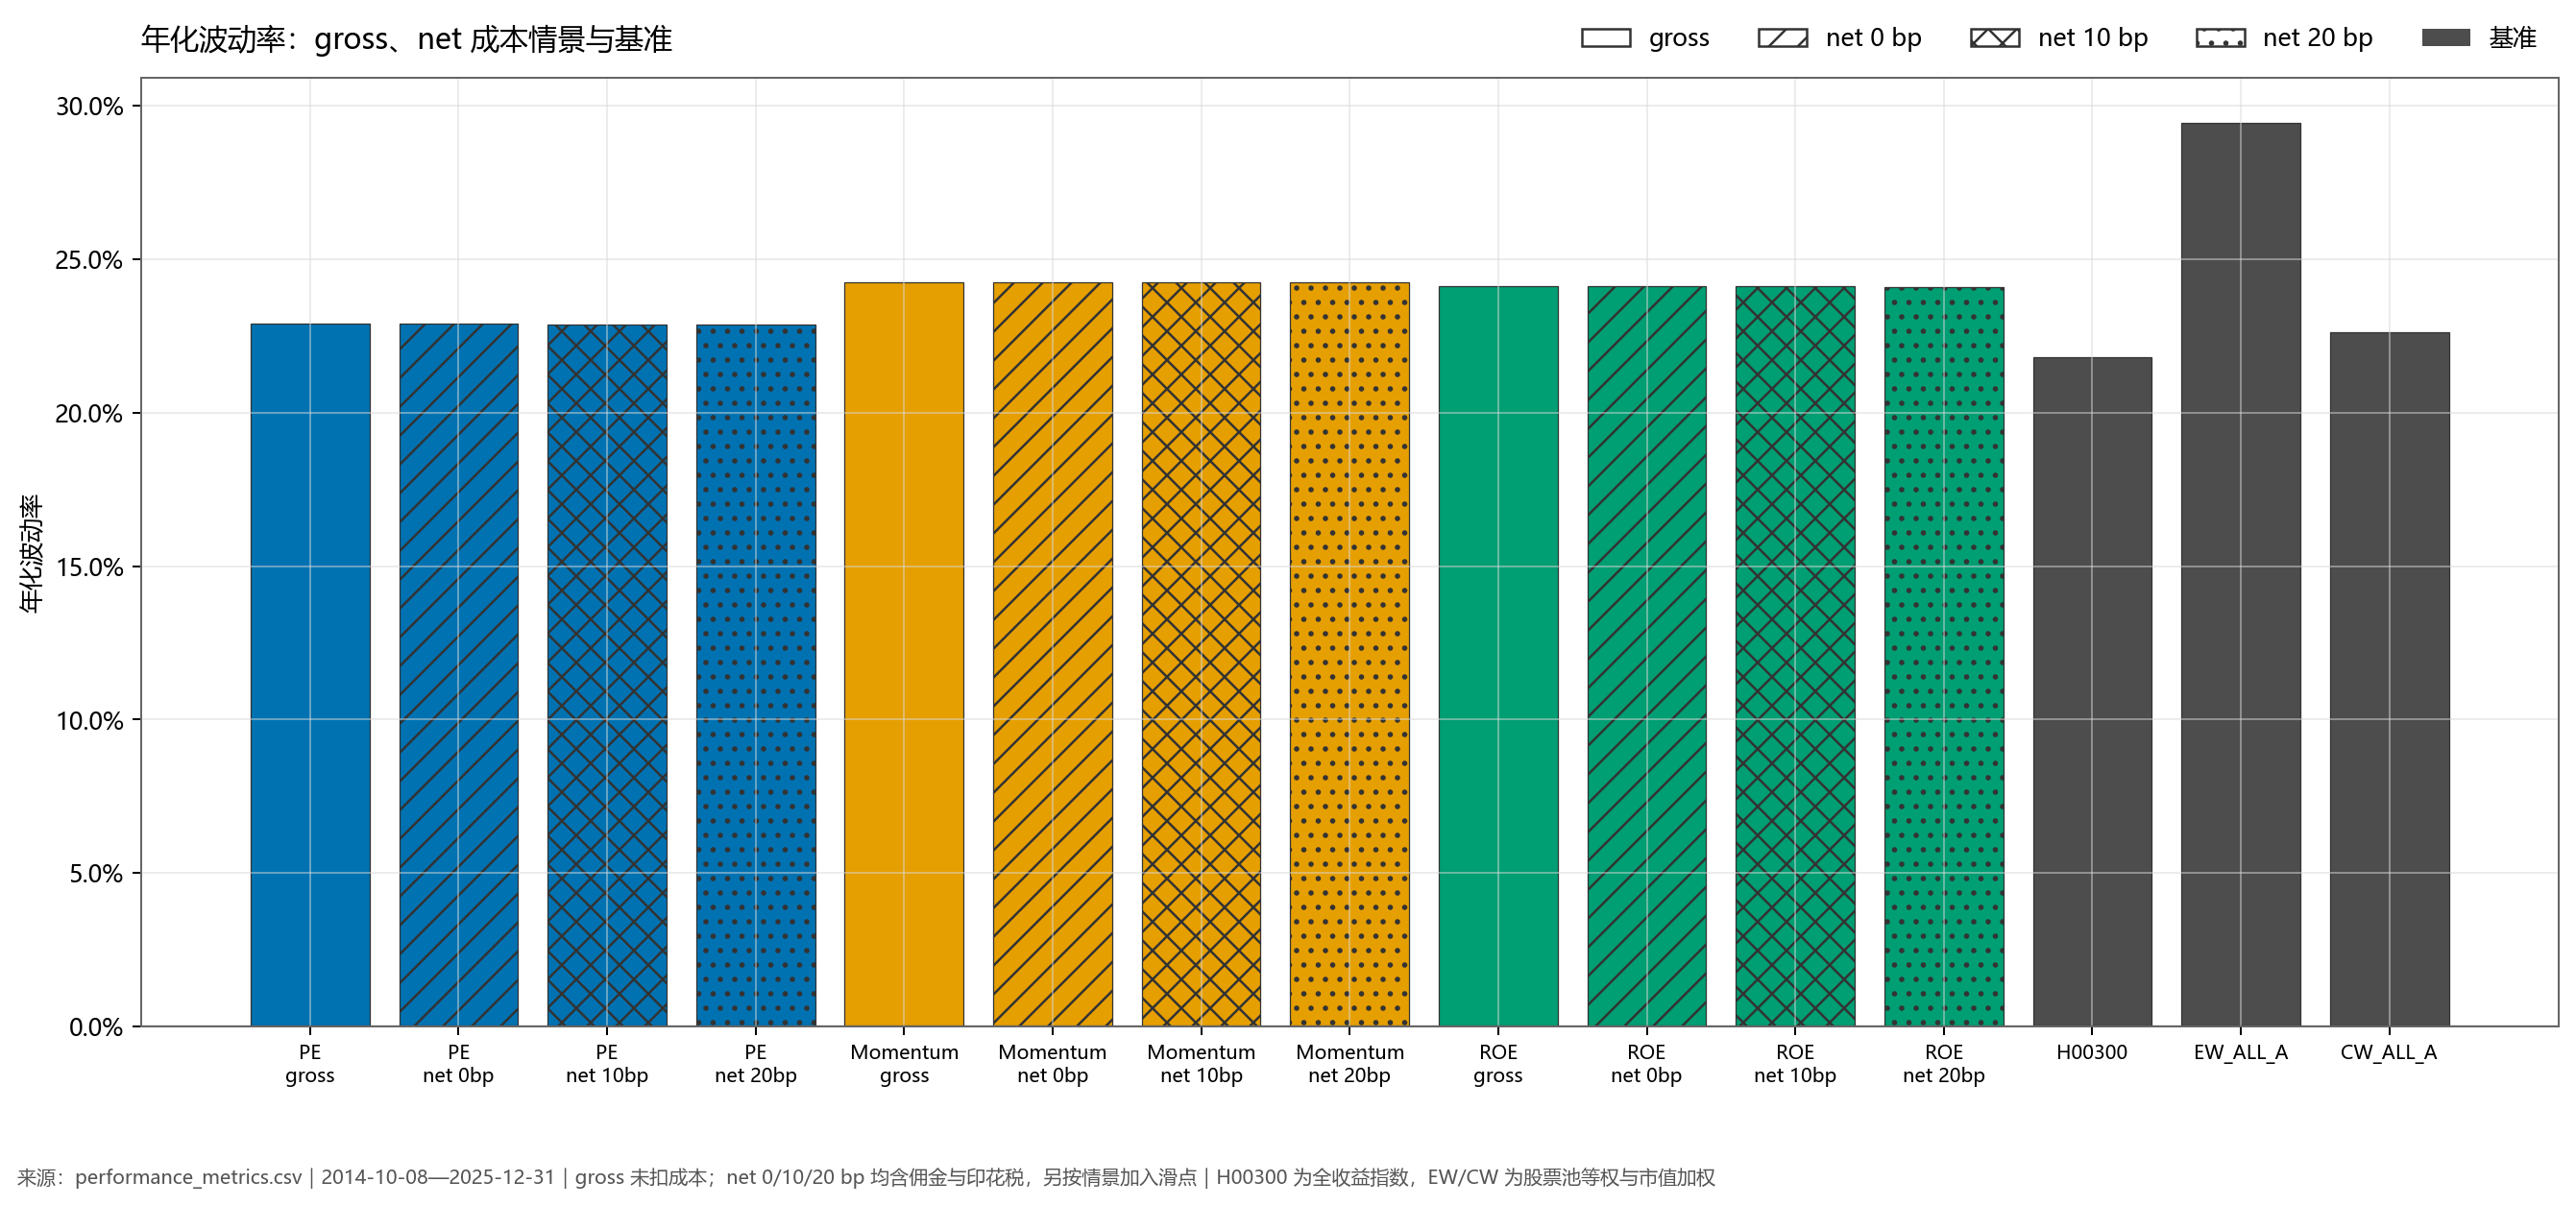 年化波动率：gross、net 成本情景与基准
gross
net 0 bp
net 10 bp
net 20 bp
基准
年化波动率
30.0%
25.0%
20.0%
15.0%
10.0%
5.0%
0.0%
PE
gross
PE
net 0bp
PE
net 10bp
PE
net 20bp
Momentum
gross
Momentum
net 0bp
Momentum
net 10bp
Momentum
net 20bp
ROE
gross
ROE
net 0bp
ROE
net 10bp
ROE
net 20bp
H00300
EW_ALL_A
CW_ALL_A
来源：performance_metrics.csv | 2014-10-08—2025-12-31 | gross 未扣成本；net 0/10/20 bp 均含佣金与印花税，另按情景加入滑点 | H00300 为全收益指数，EW/CW 为股票池等权与市值加权